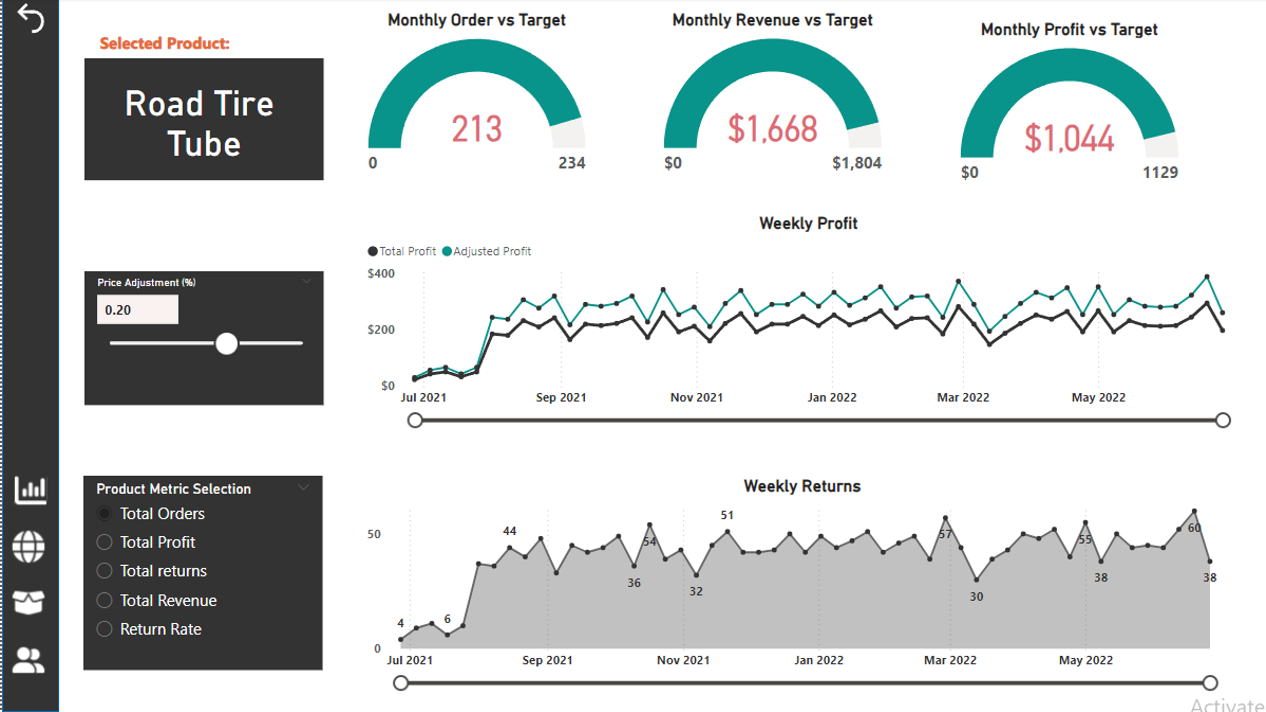 Selected Product:
Road Tire
Tube
Monthly Order vs Target
213
0
234
Monthly Revenue vs Target
$1,668
$0
$1,804
Monthly Profit vs Target
$1,044
$0
1129
Price Adjustment (%)
0.20
Weekly Profit
Total Profit
Adjusted Profit
$400
$200
$0
Jul 2021
Sep 2021
Nov 2021
Jan 2022
Mar 2022
May 2022
Product Metric Selection
Total Orders
Total Profit
Total returns
Total Revenue
Return Rate
Weekly Returns
50
0
4
6
44
36
54
32
51
57
30
55
38
60
38
Jul 2021
Sep 2021
Nov 2021
Jan 2022
Mar 2022
May 2022
Activate